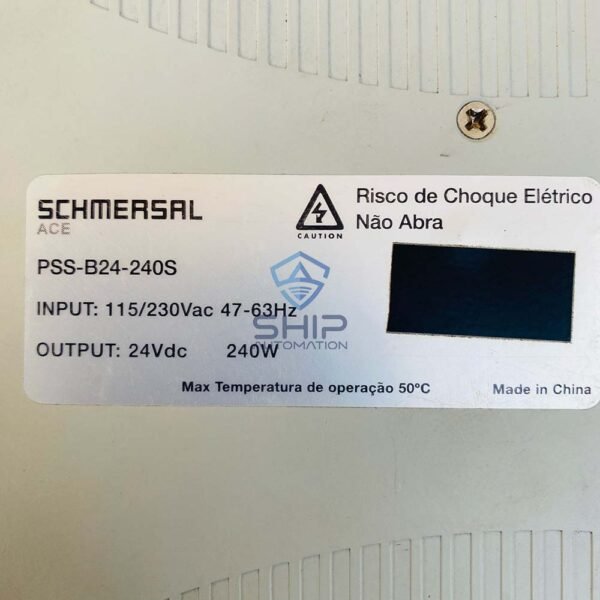 SCHMERSAL
ACE
CAUTION
Risco de Choque Elétrico
Não Abra
PSS-B24-240S
INPUT: 115/230Vac 47-63Hz
OUTPUT: 24Vdc 240W
SHIP
AUTOMATION
Max Temperatura de operação 50ºC
Made in China